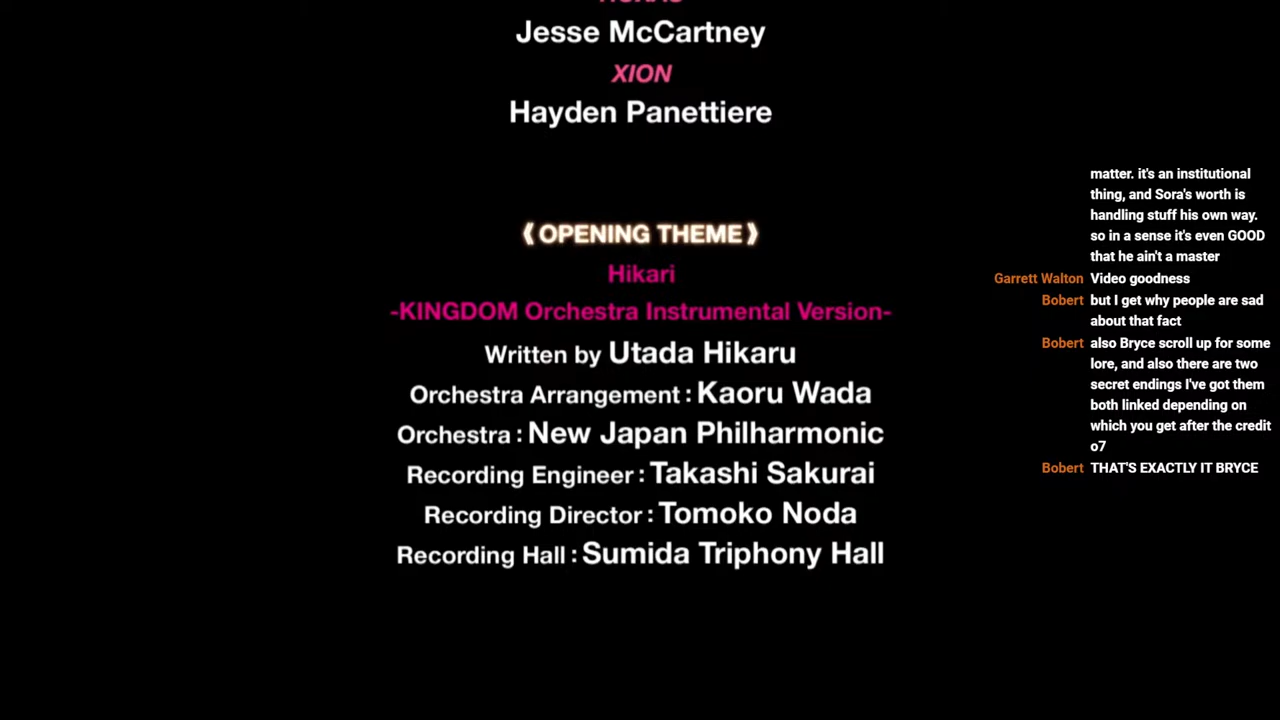 Jesse McCartney
XION
Hayden Panettiere
《OPENING THEME》
Hikari
-KINGDOM Orchestra Instrumental Version-
Written by Utada Hikaru
Orchestra Arrangement : Kaoru Wada
Orchestra : New Japan Philharmonic
Recording Engineer : Takashi Sakurai
Recording Director : Tomoko Noda
Recording Hall : Sumida Triphony Hall
matter. it's an institutional
thing, and Sora's worth is
handling stuff his own way.
so in a sense it's even GOOD
that he ain't a master
Garrett Walton Video goodness
Bobert but I get why people are sad
about that fact
Bobert also Bryce scroll up for some
lore, and also there are two
secret endings I've got them
both linked depending on
which you get after the credit
o7
Bobert THAT'S EXACTLY IT BRYCE